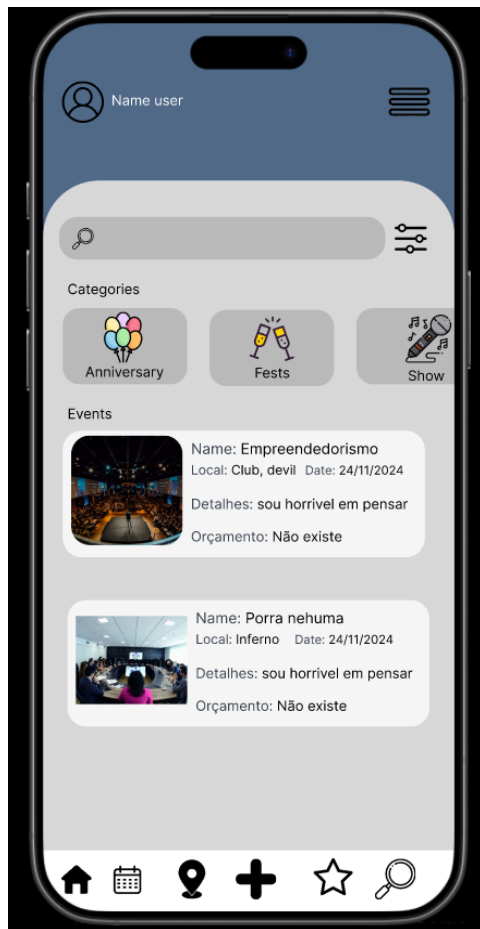 Name user
Categories
Anniversary
Fests
Show
Events
Name: Empreendedorismo
Local: Club, devil Date: 24/11/2024
Detalhes: sou horrivel em pensar
Orçamento: Não existe
Name: Porra nehuma
Local: Inferno Date: 24/11/2024
Detalhes: sou horrivel em pensar
Orçamento: Não existe